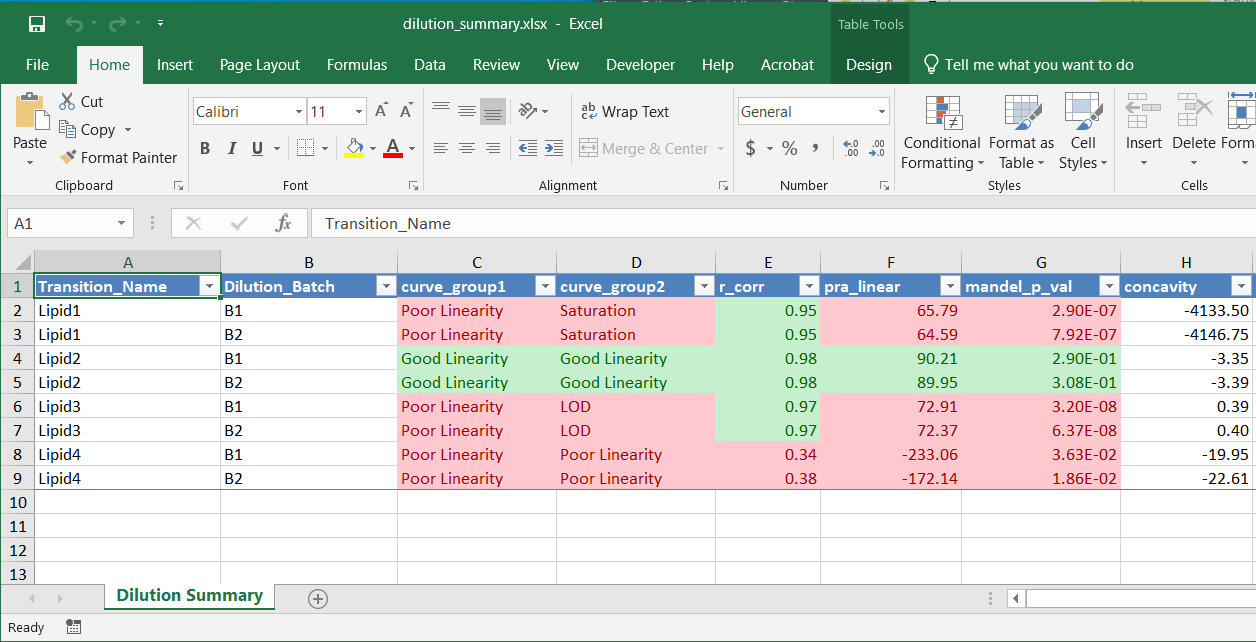 dilution_summary.xlsx - Excel
Table Tools
File Home Insert Page Layout Formulas Data Review View Developer Help Acrobat Design Tell me what you want to do
Paste
Cut
Copy
Format Painter
Clipboard
Calibri 11
B I U A
Font
ab Wrap Text
Merge & Center
Alignment
General
$ % ,
Number
Conditional Formatting
Format as Table
Cell Styles
Styles
Insert Delete Form
Cells
A1 fx Transition_Name
A B C D E F G H
1 Transition_Name Dilution_Batch curve_group1 curve_group2 r_corr pra_linear mandel_p_val concavity
2 Lipid1 B1 Poor Linearity Saturation 0.95 65.79 2.90E-07 -4133.50
3 Lipid1 B2 Poor Linearity Saturation 0.95 64.59 7.92E-07 -4146.75
4 Lipid2 B1 Good Linearity Good Linearity 0.98 90.21 2.90E-01 -3.35
5 Lipid2 B2 Good Linearity Good Linearity 0.98 89.95 3.08E-01 -3.39
6 Lipid3 B1 Poor Linearity LOD 0.97 72.91 3.20E-08 0.39
7 Lipid3 B2 Poor Linearity LOD 0.97 72.37 6.37E-08 0.40
8 Lipid4 B1 Poor Linearity Poor Linearity 0.34 -233.06 3.63E-02 -19.95
9 Lipid4 B2 Poor Linearity Poor Linearity 0.38 -172.14 1.86E-02 -22.61
10
11
12
13
Dilution Summary
Ready